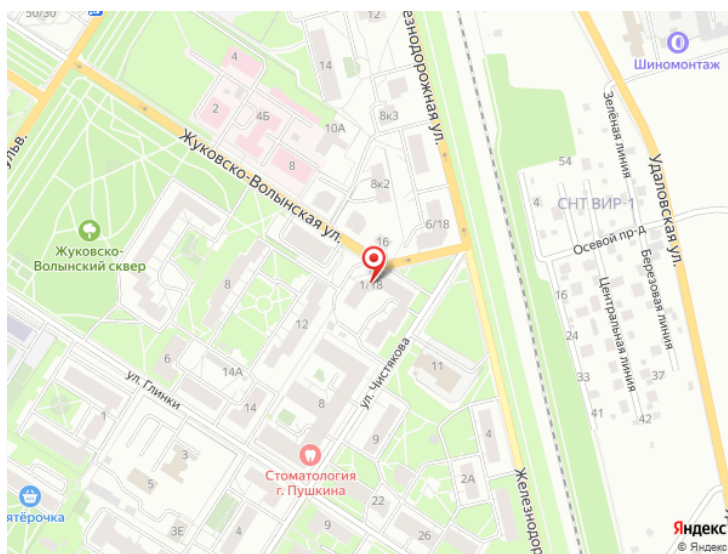 50/30
12
Железнодорожная ул.
4
14
Шиномонтаж
2
4Б
10А
8к3
Зелёная линия
Удаловская ул.
Жуковско-Волынская ул.
8
8к2
54
4
СНТ ВИР-1
Осевой пр-д
16
6/18
Жуковско-
Волынский сквер
8
1/18
16
Центральная линия
Березовая линия
12
24
6
14А
11
ул. Чистякова
33
37
ул. Глинки
14
8
41
42
1
5
3
9
4
Стоматология
г. Пушкина
2А
Железнодор
ятёрочка
3Е
4
22
9
26
Яндекс
© Яндекс